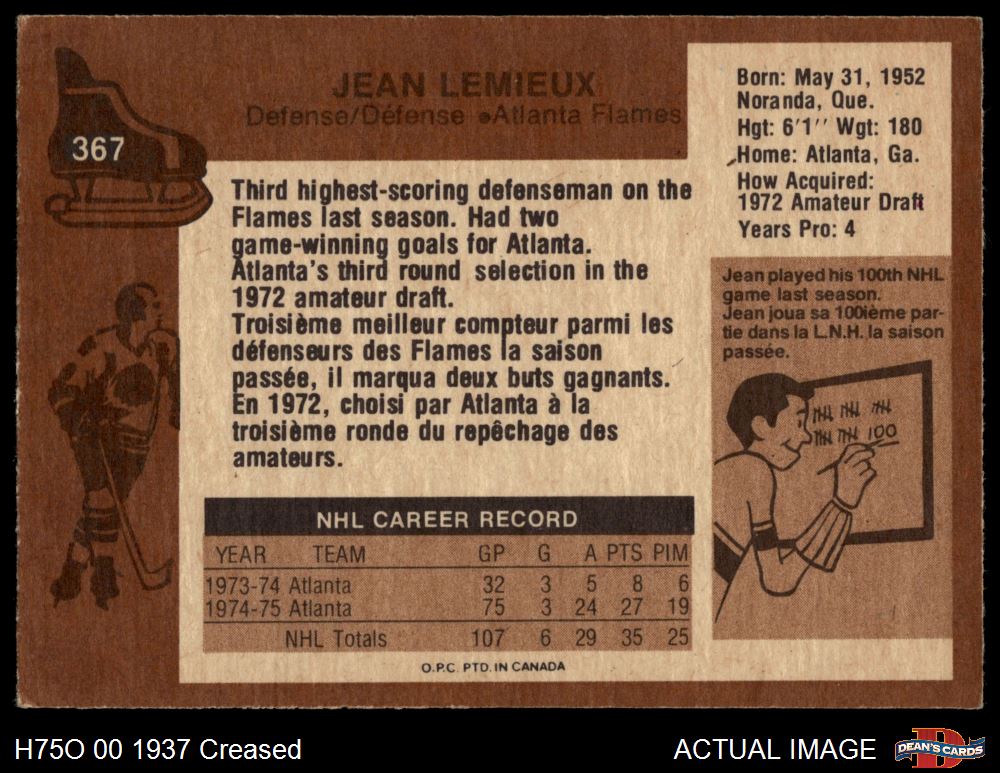 367
JEAN LEMIEUX
Defense/Défense ●Atlanta Flames
Born: May 31, 1952
Noranda, Que.
Hgt: 6'1'' Wgt: 180
Home: Atlanta, Ga.
How Acquired:
1972 Amateur Draft
Years Pro: 4
Third highest-scoring defenseman on the
Flames last season. Had two
game-winning goals for Atlanta.
Atlanta's third round selection in the
1972 amateur draft.
Troisième meilleur compteur parmi les
défenseurs des Flames la saison
passée, il marqua deux buts gagnants.
En 1972, choisi par Atlanta à la
troisième ronde du repêchage des
amateurs.
Jean played his 100th NHL
game last season.
Jean joua sa 100ième par-
tie dans la L.N.H. la saison
passée.
100
NHL CAREER RECORD
YEAR TEAM GP G A PTS PIM
1973-74 Atlanta 32 3 5 8 6
1974-75 Atlanta 75 3 24 27 19
NHL Totals 107 6 29 35 25
O.P.C. PTD. IN CANADA
H75O 00 1937 Creased
ACTUAL IMAGE
DEAN'S CARDS